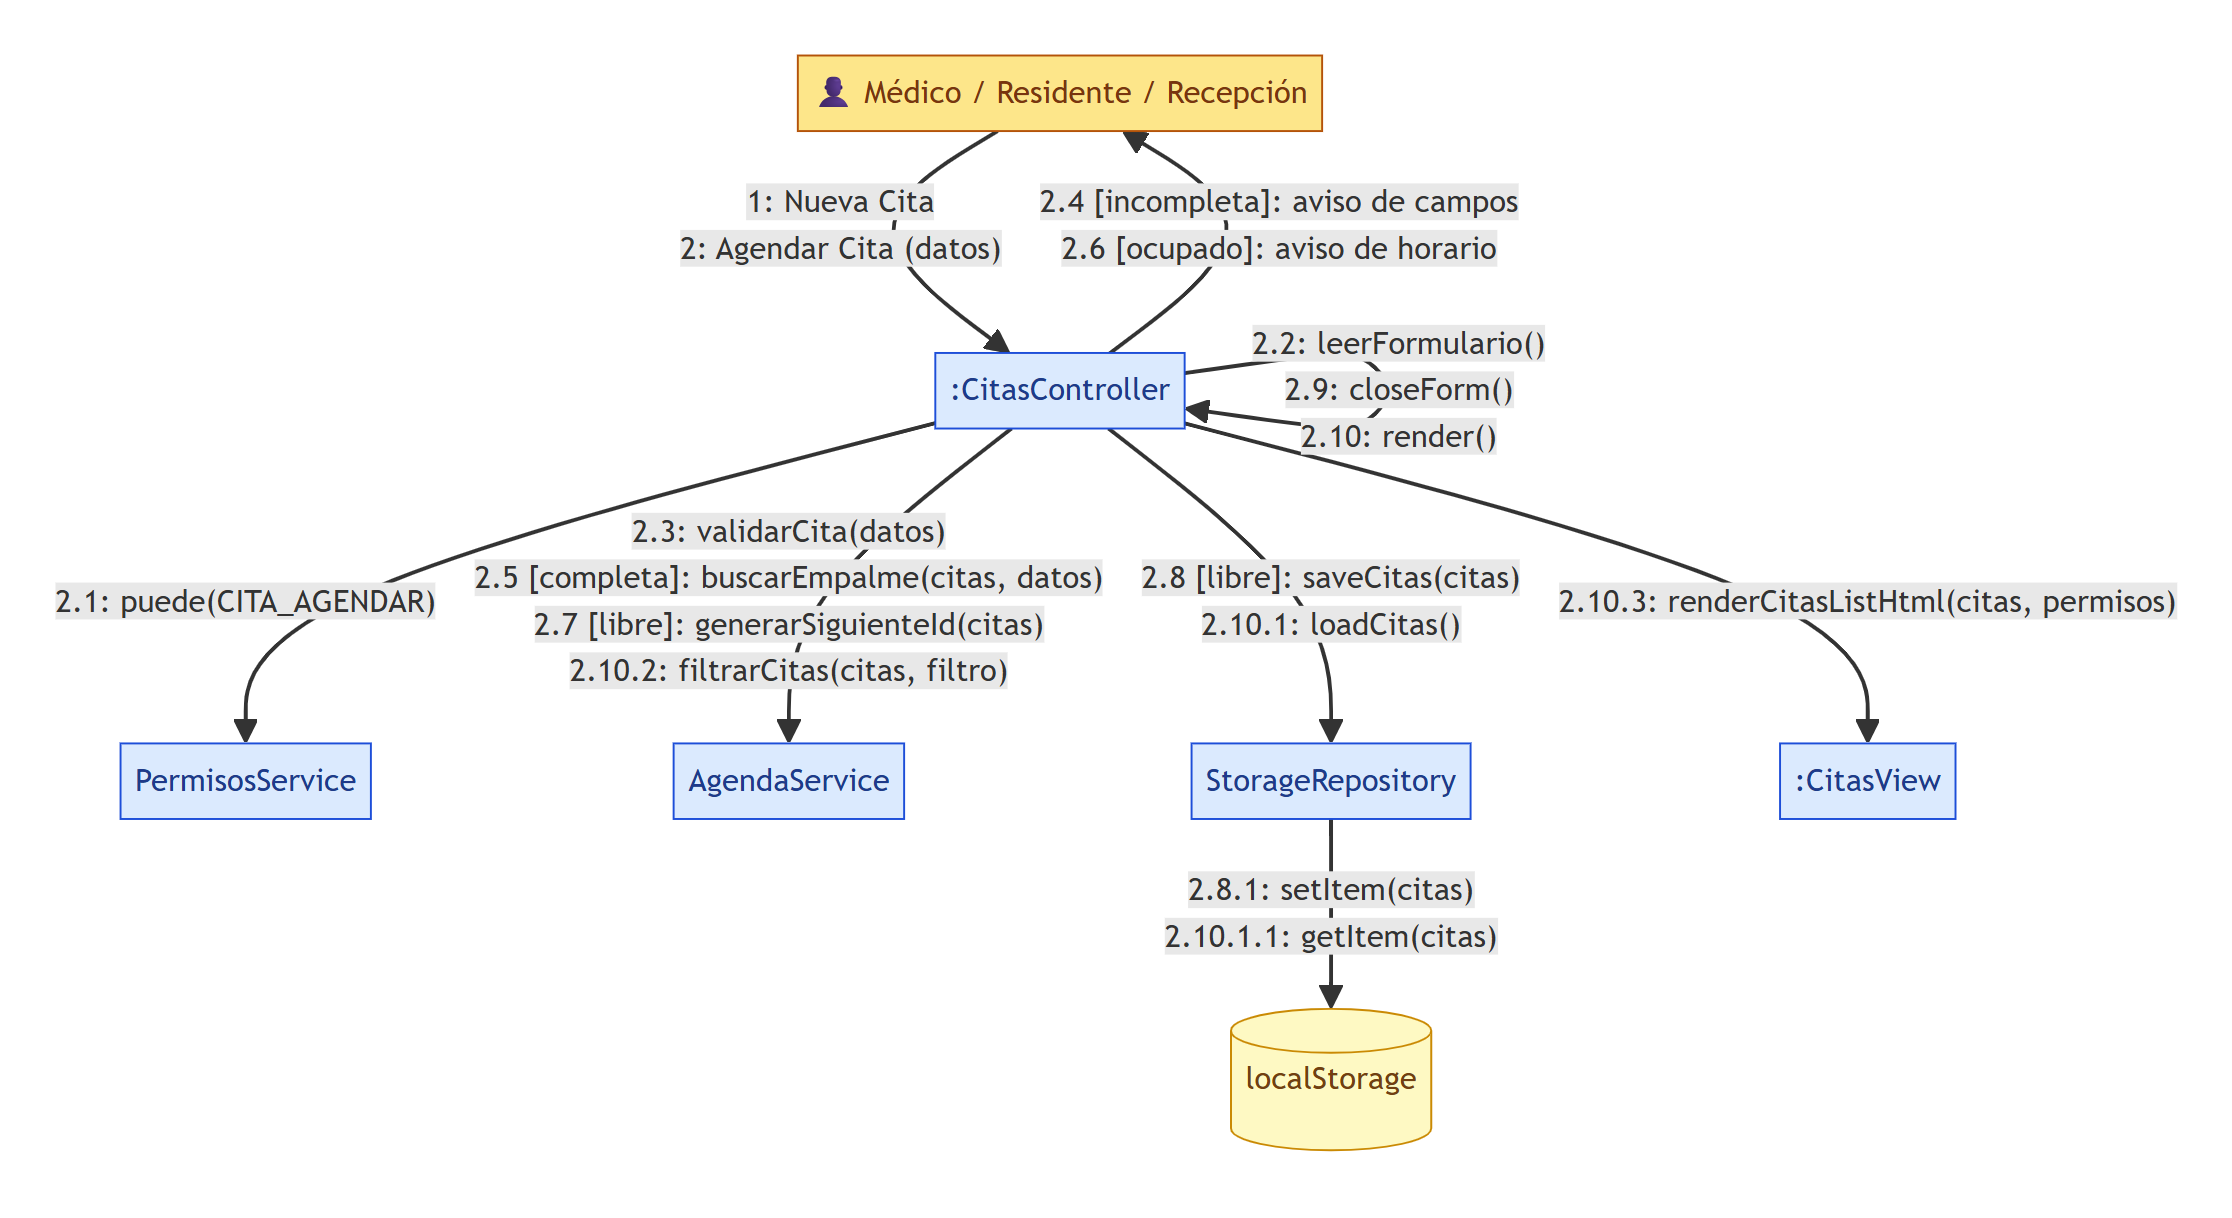 Médico / Residente / Recepción
1: Nueva Cita
2: Agendar Cita (datos)
2.4 [incompleta]: aviso de campos
2.6 [ocupado]: aviso de horario
:CitasController
2.2: leerFormulario()
2.9: closeForm()
2.10: render()
2.1: puede(CITA_AGENDAR)
2.3: validarCita(datos)
2.5 [completa]: buscarEmpalme(citas, datos)
2.7 [libre]: generarSiguienteId(citas)
2.10.2: filtrarCitas(citas, filtro)
2.8 [libre]: saveCitas(citas)
2.10.1: loadCitas()
2.10.3: renderCitasListHtml(citas, permisos)
PermisosService
AgendaService
StorageRepository
:CitasView
2.8.1: setItem(citas)
2.10.1.1: getItem(citas)
localStorage